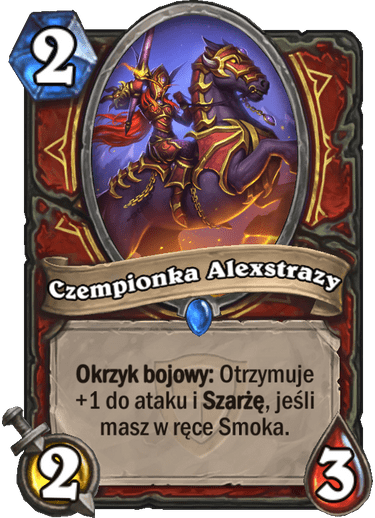 2
Czempionka Alexstrazy
Okrzyk bojowy: Otrzymuje
+1 do ataku i Szarżę, jeśli
masz w ręce Smoka.
2
3